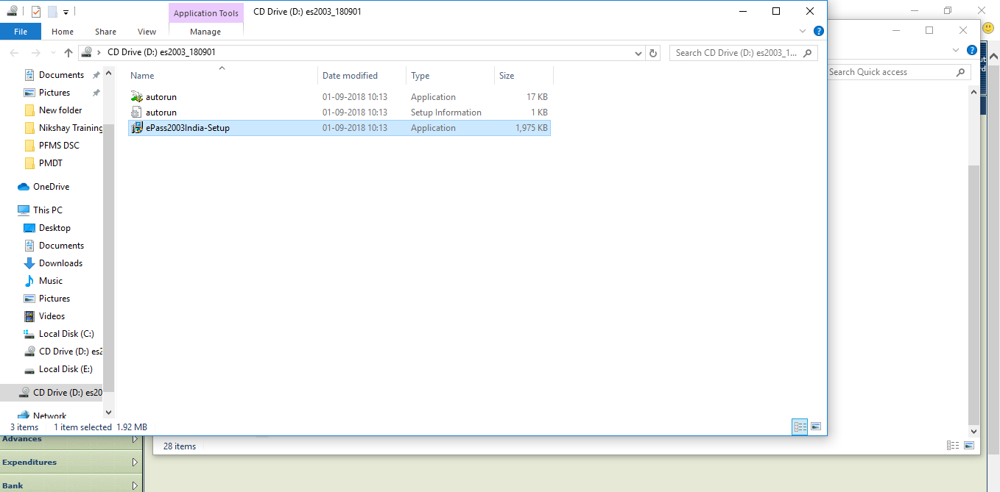 Application Tools
CD Drive (D:) es2003_180901
File
Home
Share
View
Manage
CD Drive (D:) es2003_180901
Search CD Drive (D:) es2003_1...
Search Quick access
Documents
Pictures
New folder
Nikshay Training
PFMS DSC
PMDT
OneDrive
This PC
Desktop
Documents
Downloads
Music
Pictures
Videos
Local Disk (C:)
CD Drive (D:) es2
Local Disk (E:)
CD Drive (D:) es20
Network
Name Date modified Type Size
autorun 01-09-2018 10:13 Application 17 KB
autorun 01-09-2018 10:13 Setup Information 1 KB
ePass2003India-Setup 01-09-2018 10:13 Application 1,975 KB
3 items 1 item selected 1.92 MB
28 items
Advances
Expenditures
Bank